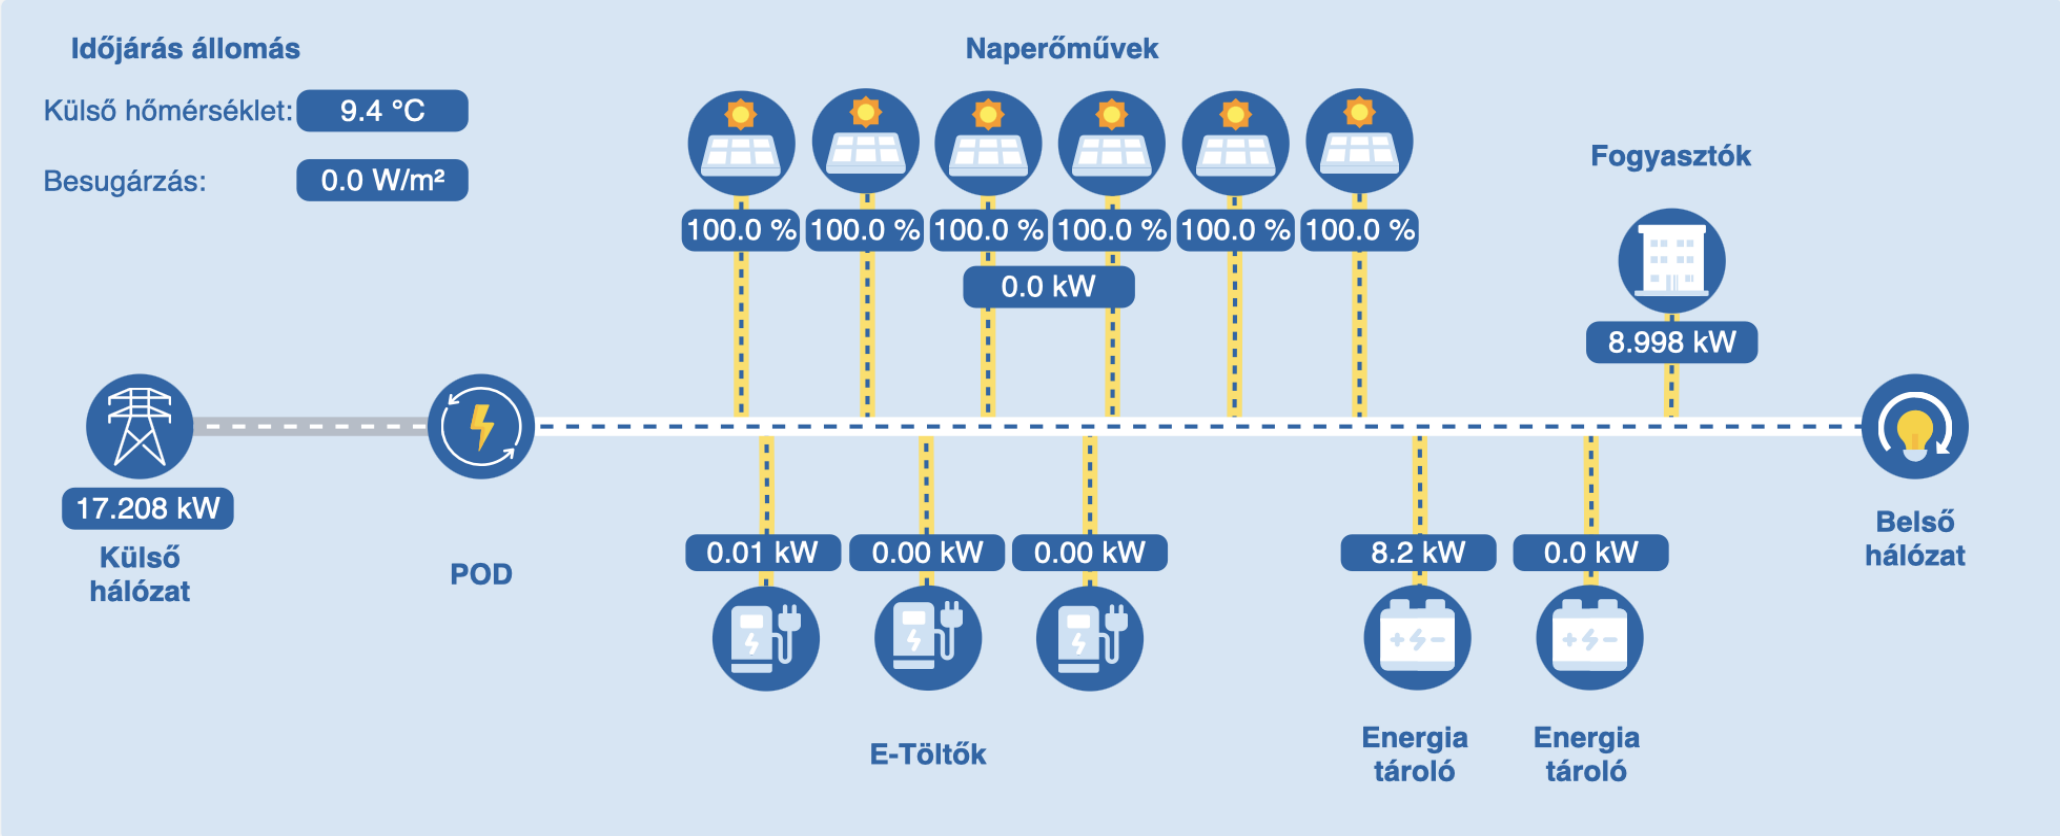 Időjárás állomás
Külső hőmérséklet: 9.4 °C
Besugárzás: 0.0 W/m²
Naperőművek
100.0 % 100.0 % 100.0 % 100.0 % 100.0 % 100.0 %
0.0 kW
Fogyasztók
8.998 kW
17.208 kW
Külső
hálózat
POD
Belső
hálózat
0.01 kW 0.00 kW 0.00 kW
E-Töltők
8.2 kW 0.0 kW
Energia
tároló
Energia
tároló